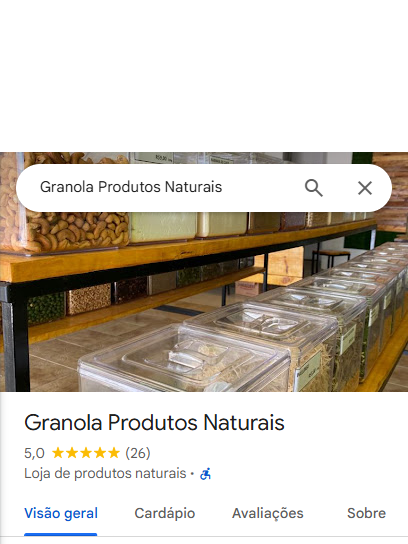 Granola Produtos Naturais
Granola Produtos Naturais
5,0 (26)
Loja de produtos naturais ·
Visão geral Cardápio Avaliações Sobre